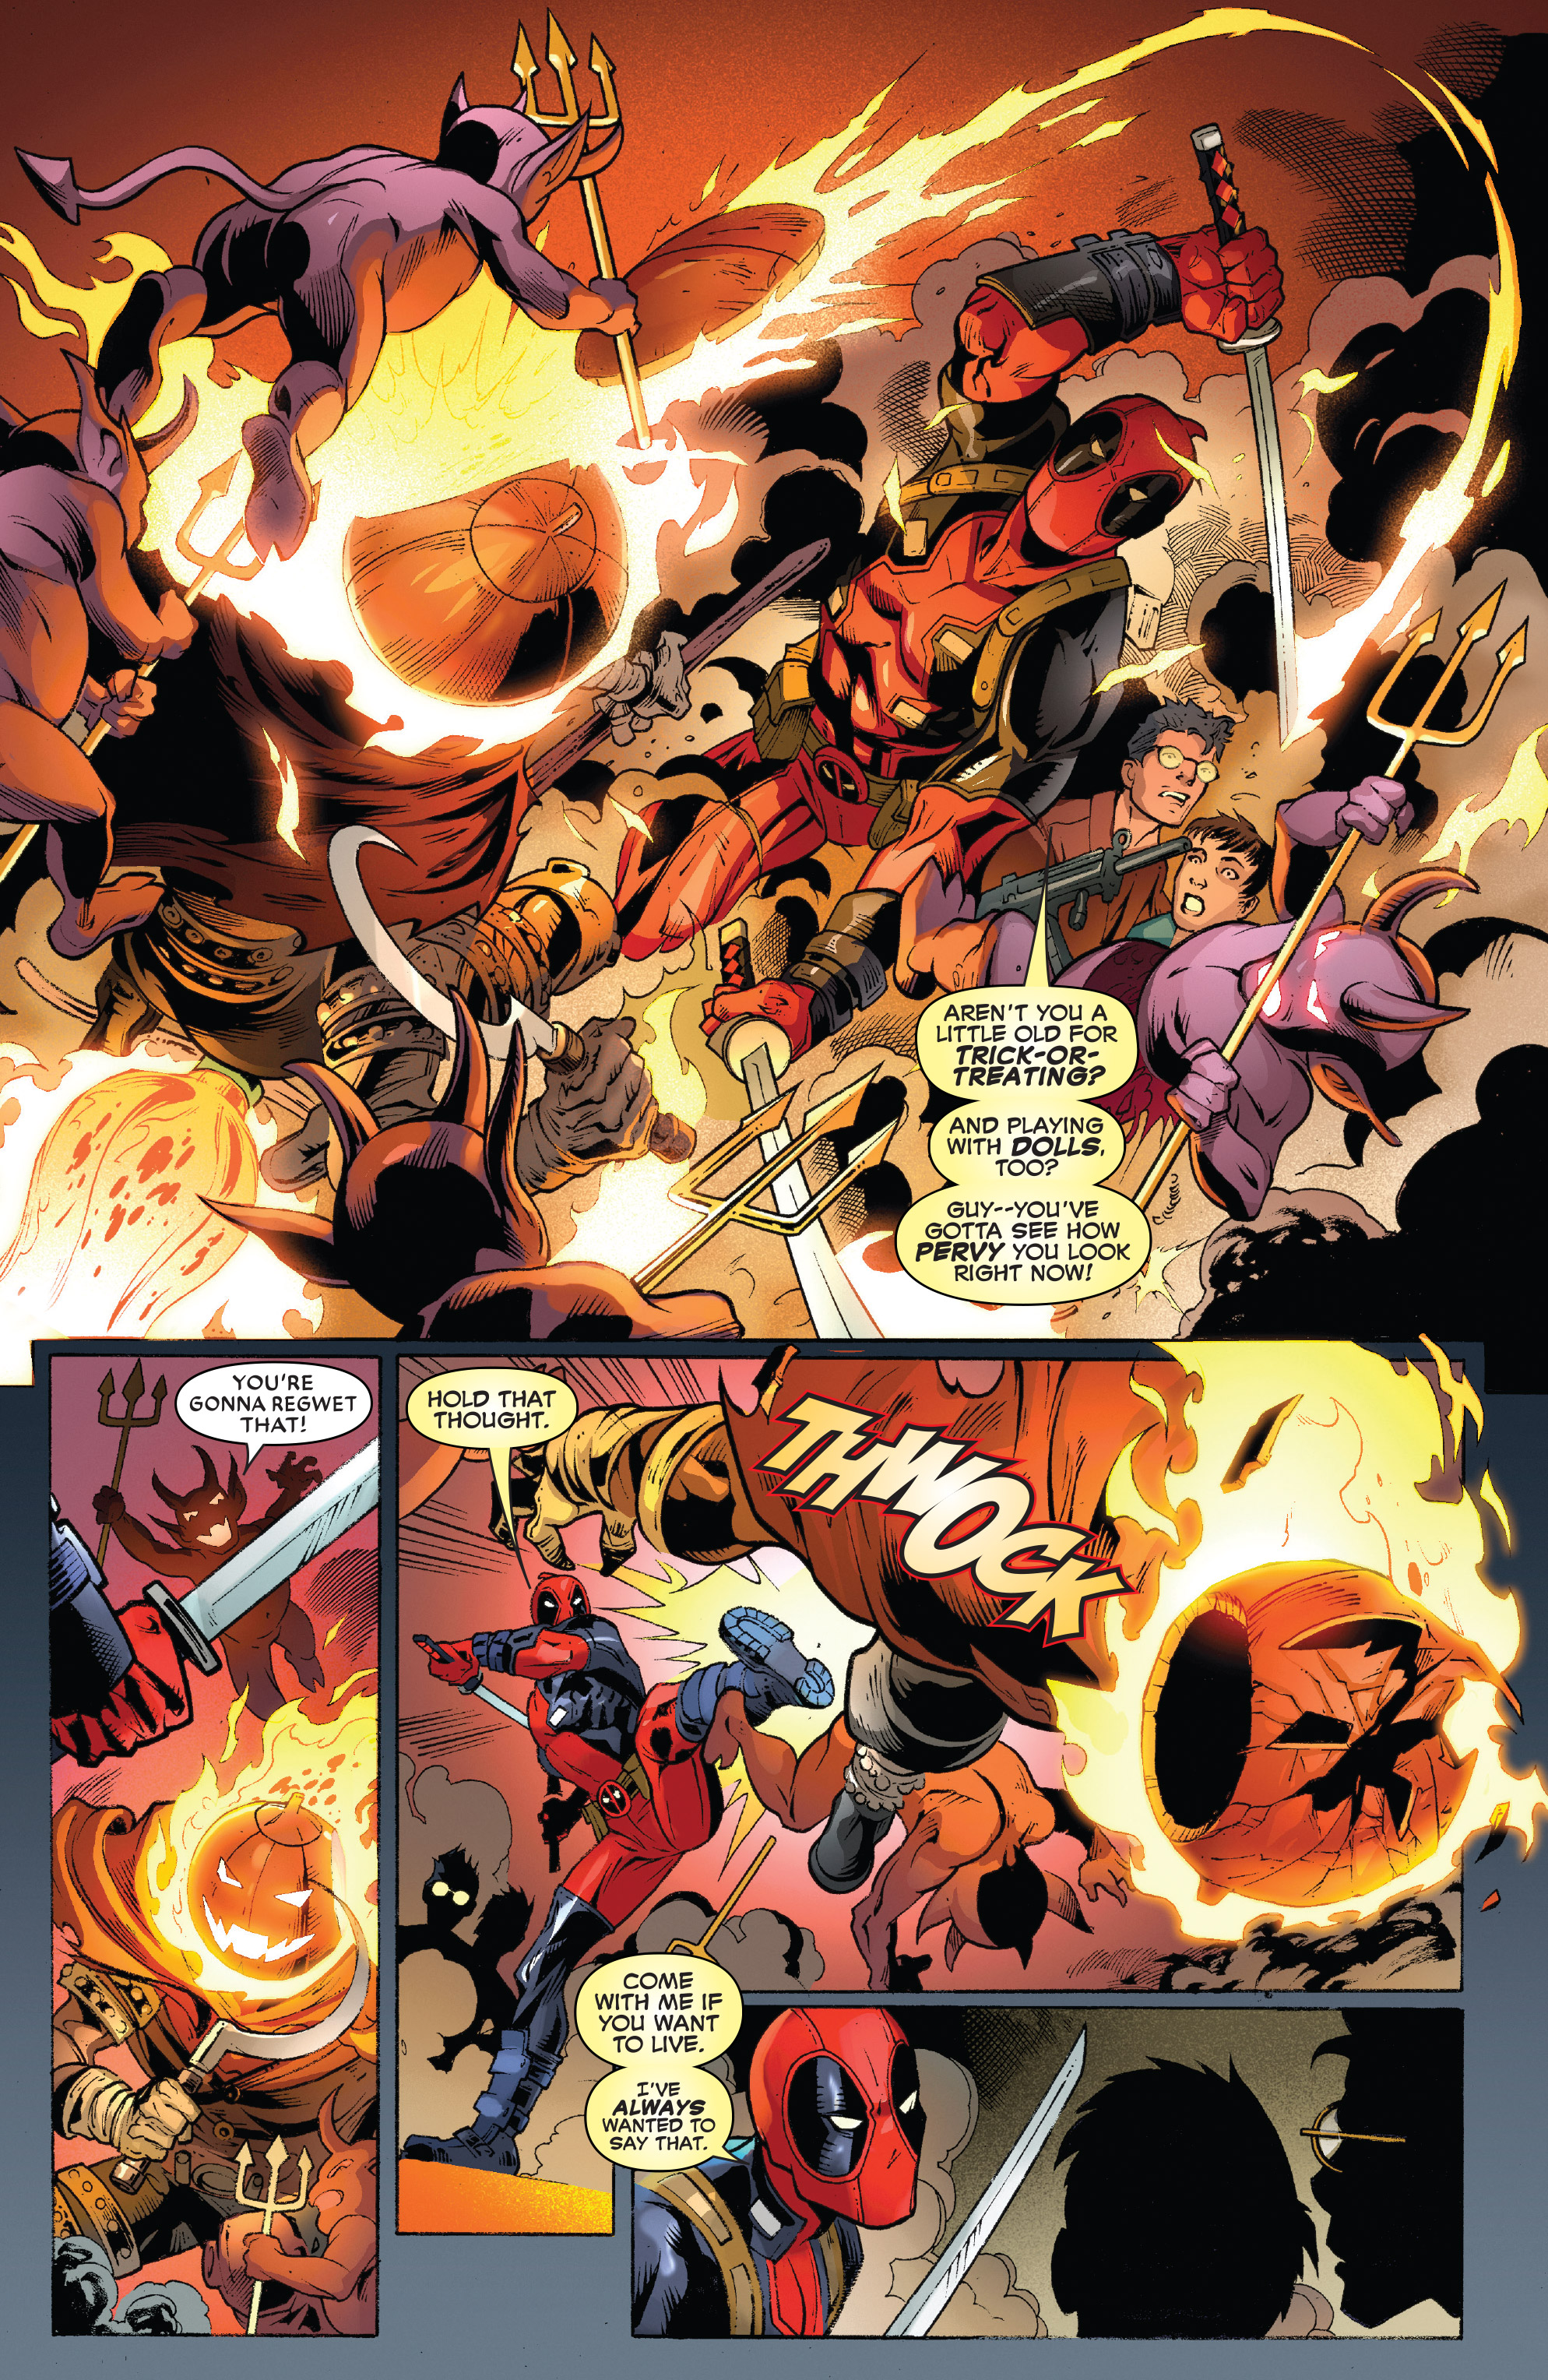 AREN'T YOU A
LITTLE OLD FOR
TRICK-OR-
TREATING?
AND PLAYING
WITH DOLLS,
TOO?
GUY--YOU'VE
GOTTA SEE HOW
PERVY YOU LOOK
RIGHT NOW!
YOU'RE
GONNA REGWET
THAT!
HOLD THAT
THOUGHT.
THWOCK
COME
WITH ME IF
YOU WANT
TO LIVE.
I'VE
ALWAYS
WANTED TO
SAY THAT.